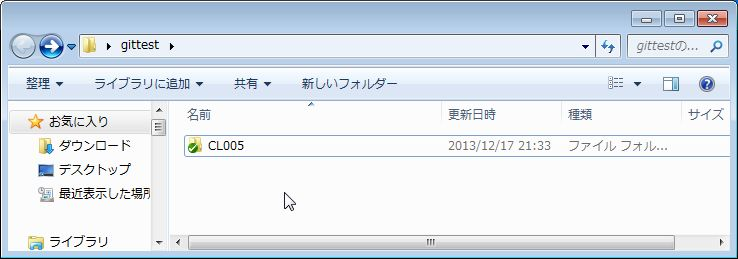 gittest
gittestの...
整理 ライブラリに追加 共有 新しいフォルダー
名前 更新日時 種類 サイズ
お気に入り
ダウンロード
デスクトップ
最近表示した場所
ライブラリ
CL005 2013/12/17 21:33 ファイル フォル...